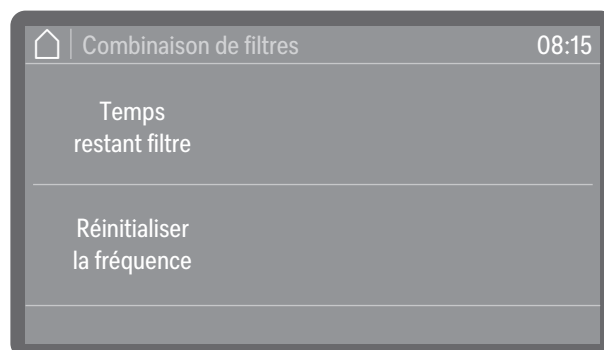 Combinaison de filtres 08:15
Temps
restant filtre
Réinitialiser
la fréquence